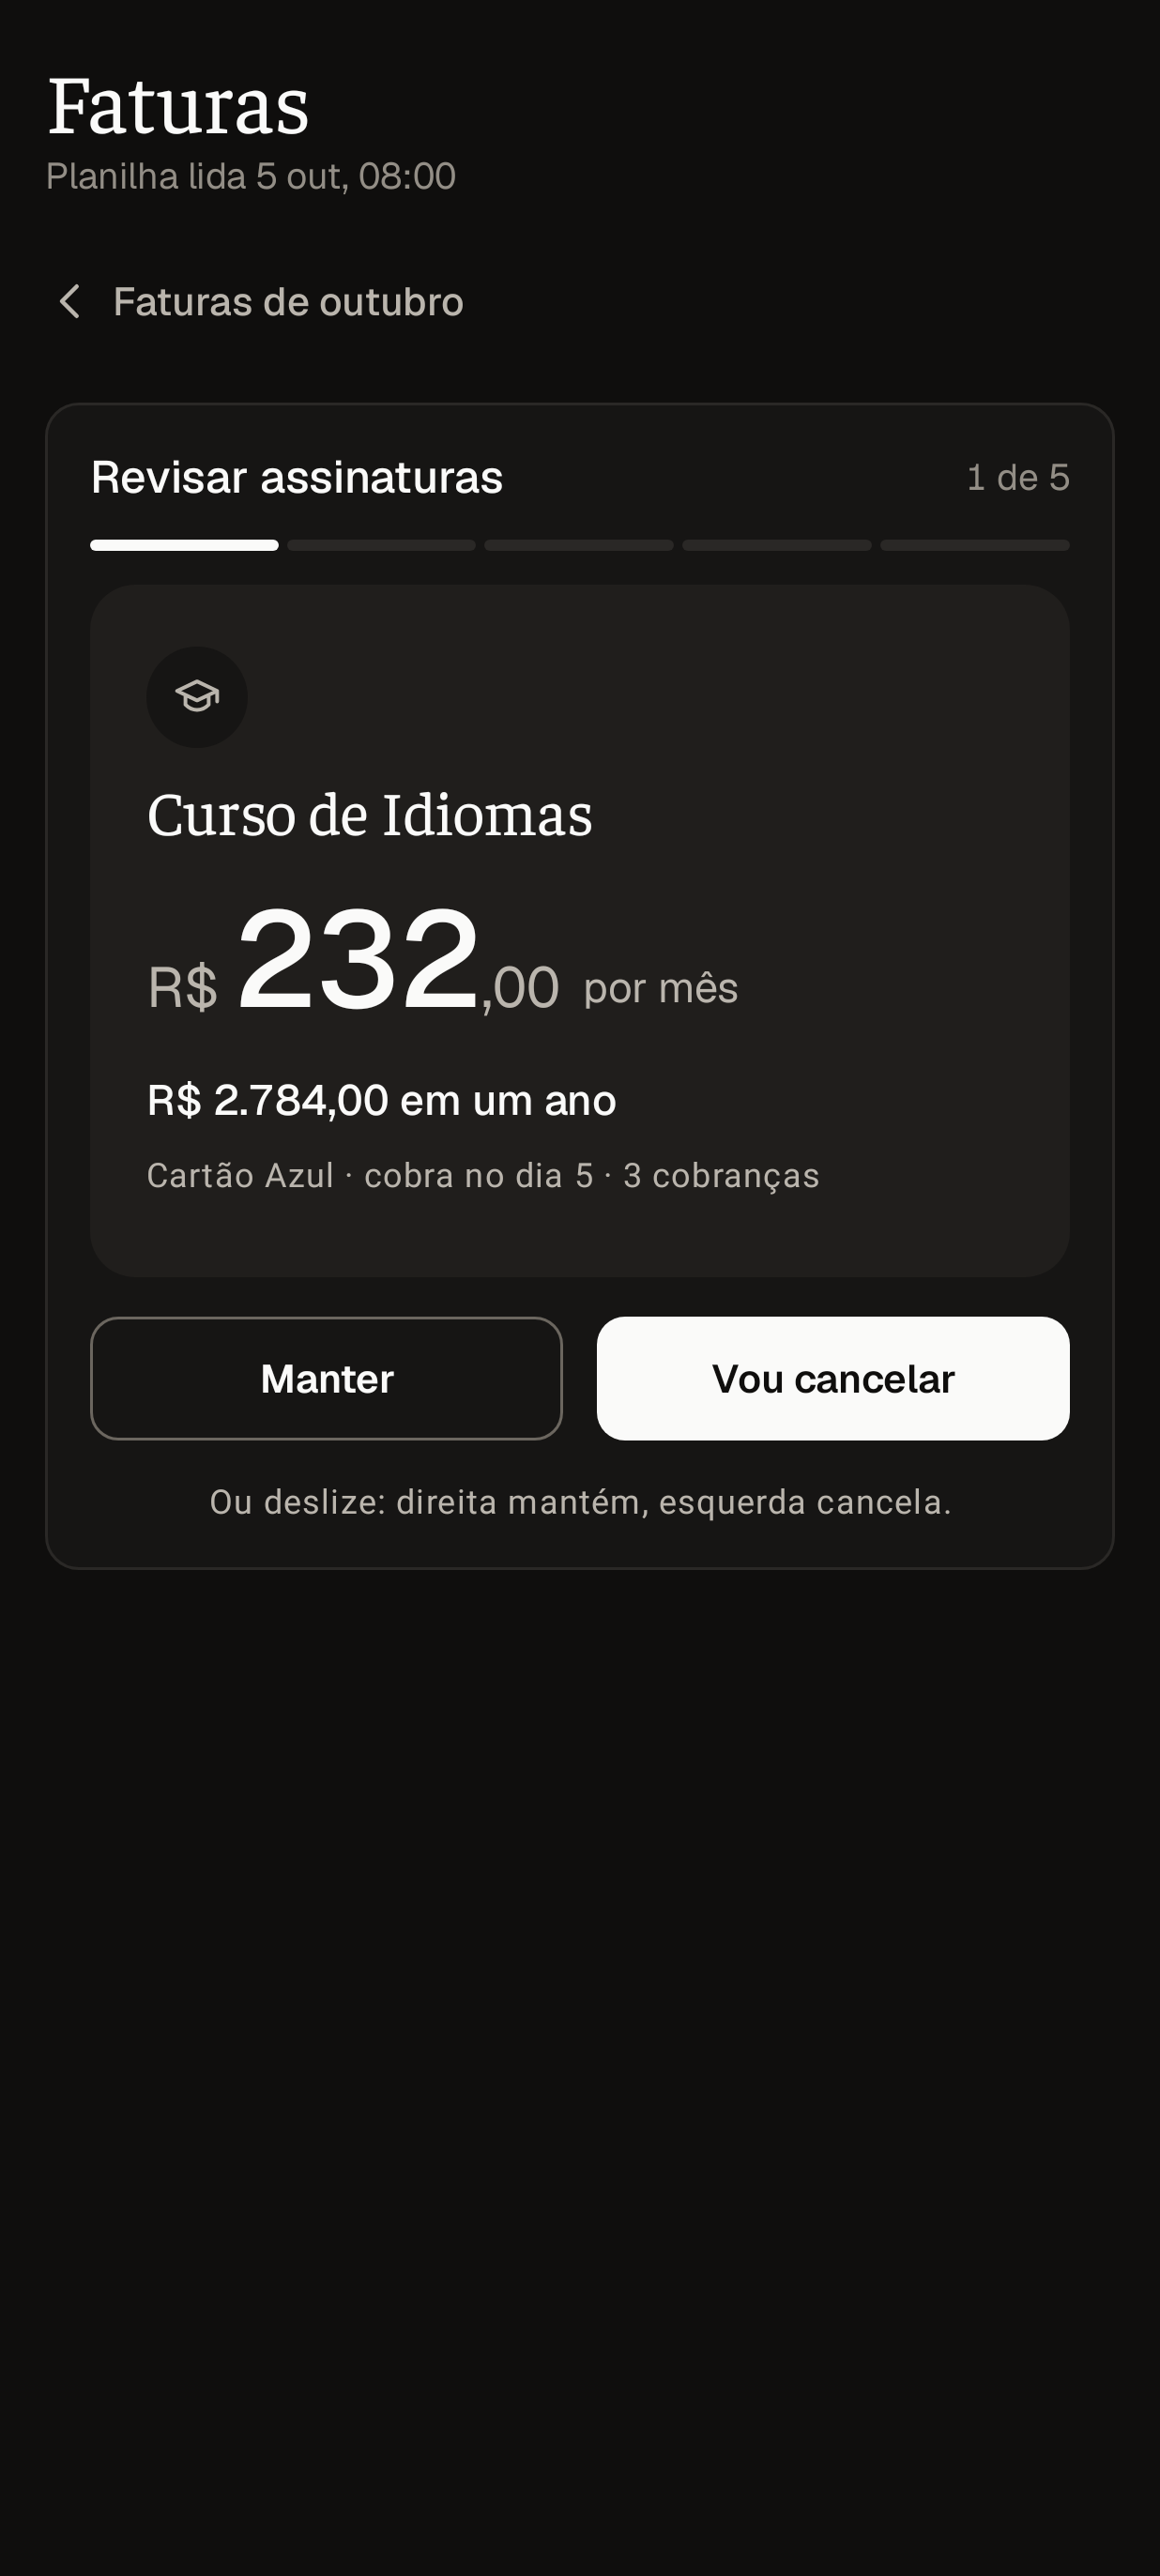 Faturas
Planilha lida 5 out, 08:00
Faturas de outubro
Revisar assinaturas
1 de 5
Curso de Idiomas
R$ 232,00 por mês
R$ 2.784,00 em um ano
Cartão Azul · cobra no dia 5 · 3 cobranças
Manter
Vou cancelar
Ou deslize: direita mantém, esquerda cancela.